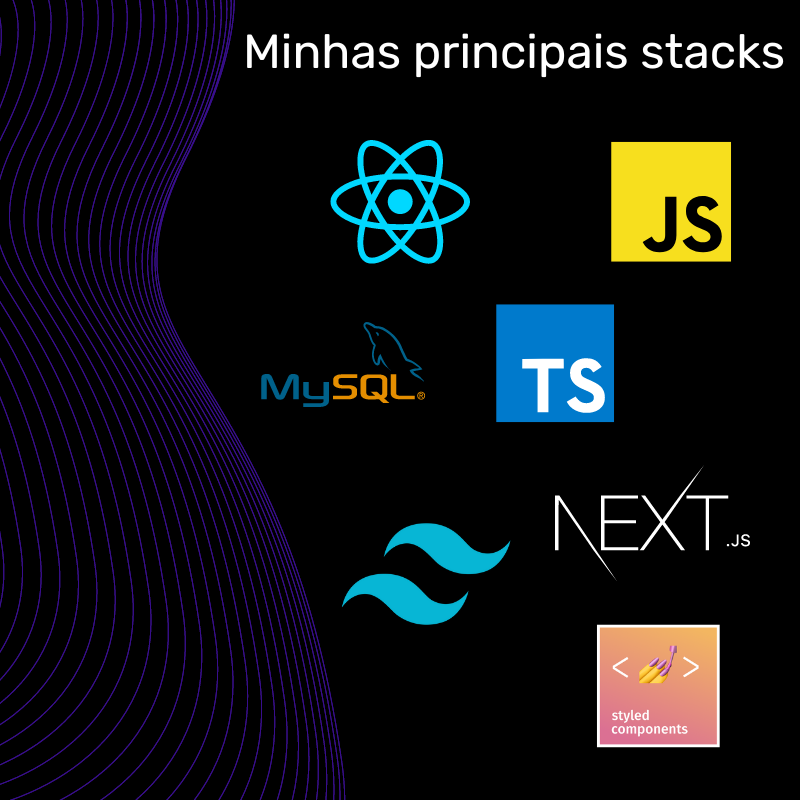 Minhas principais stacks
JS
MySQL®
TS
NEXT.JS
< >
styled
components